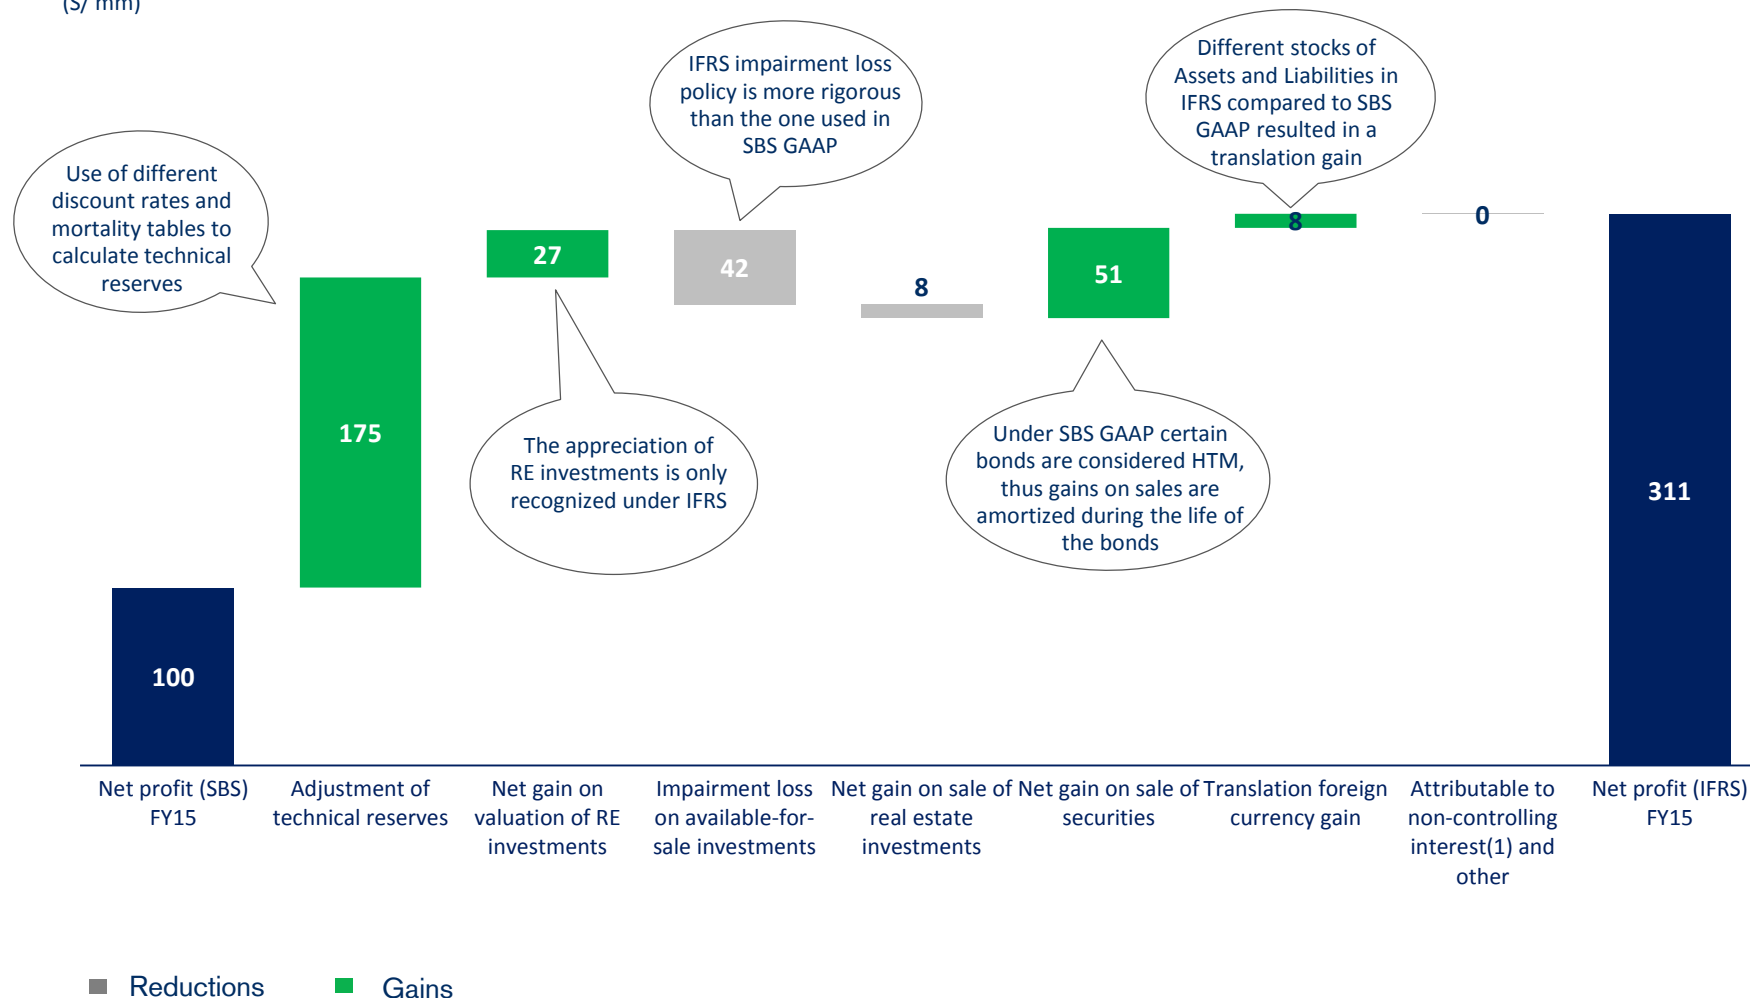 (S/ mm)
Use of different
discount rates and
mortality tables to
calculate technical
reserves
IFRS impairment loss
policy is more rigorous
than the one used in
SBS GAAP
Different stocks of
Assets and Liabilities in
IFRS compared to SBS
GAAP resulted in a
translation gain
The appreciation of
RE investments is only
recognized under IFRS
Under SBS GAAP certain
bonds are considered HTM,
thus gains on sales are
amortized during the life of
the bonds
100
175
27
42
8
51
8
0
311
Net profit (SBS)
FY15
Adjustment of
technical reserves
Net gain on
valuation of RE
investments
Impairment loss
on available-for-
sale investments
Net gain on sale of
real estate
investments
Net gain on sale of
securities
Translation foreign
currency gain
Attributable to
non-controlling
interest(1) and
other
Net profit (IFRS)
FY15
Reductions
Gains